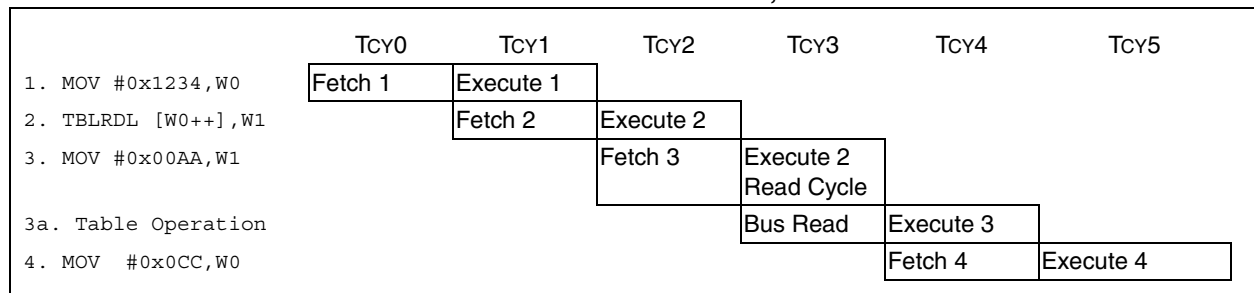 TCY0 TCY1 TCY2 TCY3 TCY4 TCY5
1. MOV #0x1234,W0 Fetch 1 Execute 1
2. TBLRDL [W0++],W1 Fetch 2 Execute 2
3. MOV #0x00AA,W1 Fetch 3 Execute 2
Read Cycle
3a. Table Operation Bus Read Execute 3
4. MOV #0x0CC,W0 Fetch 4 Execute 4